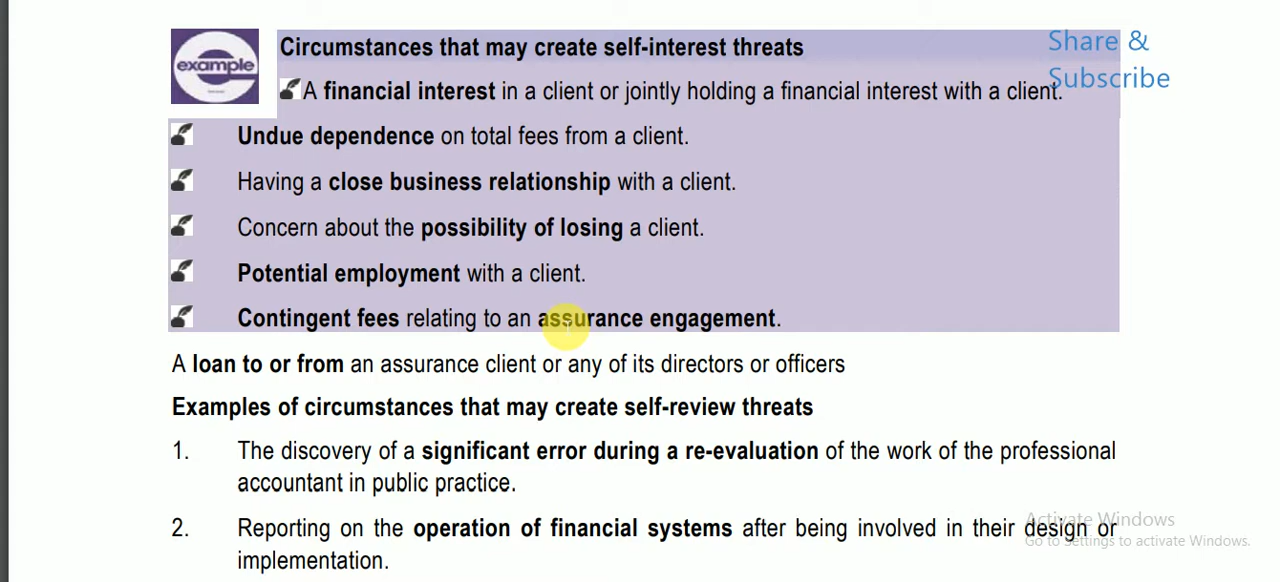 example
Circumstances that may create self-interest threats
Share &
Subscribe
A financial interest in a client or jointly holding a financial interest with a client.
Undue dependence on total fees from a client.
Having a close business relationship with a client.
Concern about the possibility of losing a client.
Potential employment with a client.
Contingent fees relating to an assurance engagement.
A loan to or from an assurance client or any of its directors or officers
Examples of circumstances that may create self-review threats
1. The discovery of a significant error during a re-evaluation of the work of the professional
accountant in public practice.
2. Reporting on the operation of financial systems after being involved in their design or
implementation.
Activate Windows
Go to Settings to activate Windows.